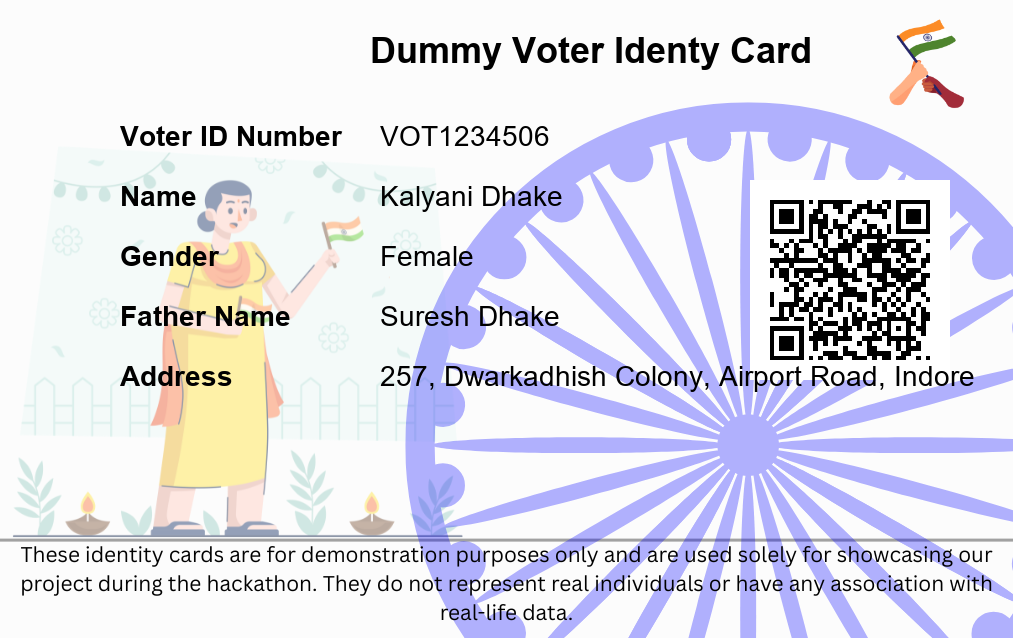 Dummy Voter Identy Card
Voter ID Number VOT1234506
Name Kalyani Dhake
Gender Female
Father Name Suresh Dhake
Address 257, Dwarkadhish Colony, Airport Road, Indore
These identity cards are for demonstration purposes only and are used solely for showcasing our
project during the hackathon. They do not represent real individuals or have any association with
real-life data.